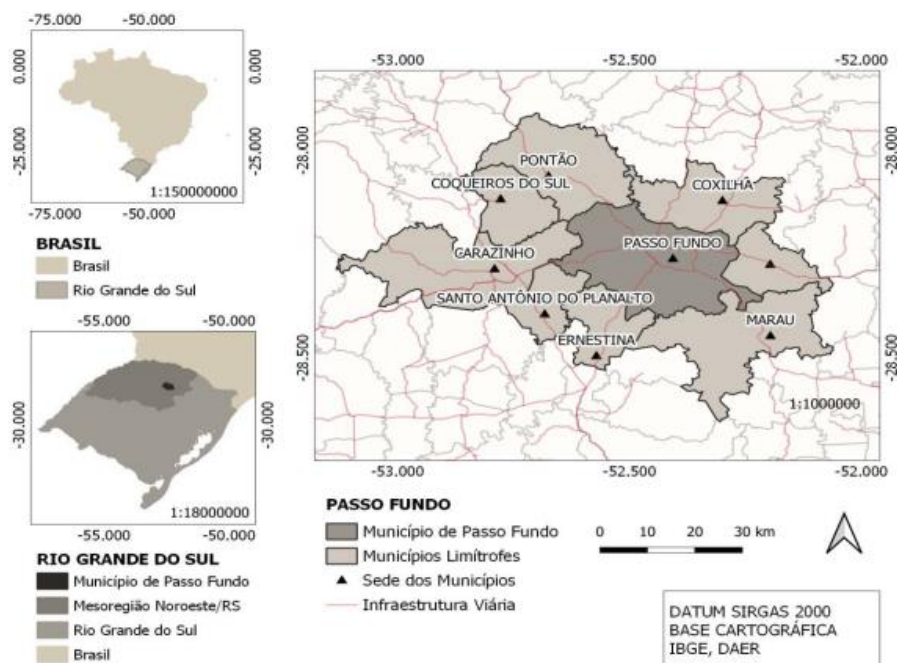 -75.000 -50.000
0.000
0.000
-25.000
-25.000
1:150000000
-75.000 -50.000
BRASIL
Brasil
Rio Grande do Sul
-55.000 -50.000
-30.000
-30.000
1:18000000
-55.000 -50.000
RIO GRANDE DO SUL
Município de Passo Fundo
Mesoregião Noroeste/RS
Rio Grande do Sul
Brasil
-53.000 -52.500 -52.000
-28.000
-28.000
PONTÃO
COQUEIROS DO SUL
COXILHA
PASSO FUNDO
CARAZINHO
SANTO ANTÔNIO DO PLANALTO
MARAU
ERNESTINA
-28.500
-28.500
1:1000000
-53.000 -52.500 -52.000
PASSO FUNDO
Município de Passo Fundo
Municípios Limítrofes
Sede dos Municípios
Infraestrutura Viária
0 10 20 30 km
DATUM SIRGAS 2000
BASE CARTOGRÁFICA
IBGE, DAER